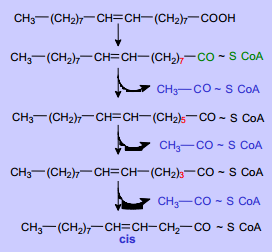 CH₃—(CH₂)₇—CH=CH—(CH₂)₇—COOH
CH₃—(CH₂)₇—CH=CH—(CH₂)₇—CO ~ S CoA
CH₃—CO ~ S CoA
CH₃—(CH₂)₇—CH=CH—(CH₂)₅—CO ~ S CoA
CH₃—CO ~ S CoA
CH₃—(CH₂)₇—CH=CH—(CH₂)₃—CO ~ S CoA
CH₃—CO ~ S CoA
CH₃—(CH₂)₇—CH=CH—CH₂—CO ~ S CoA
cis